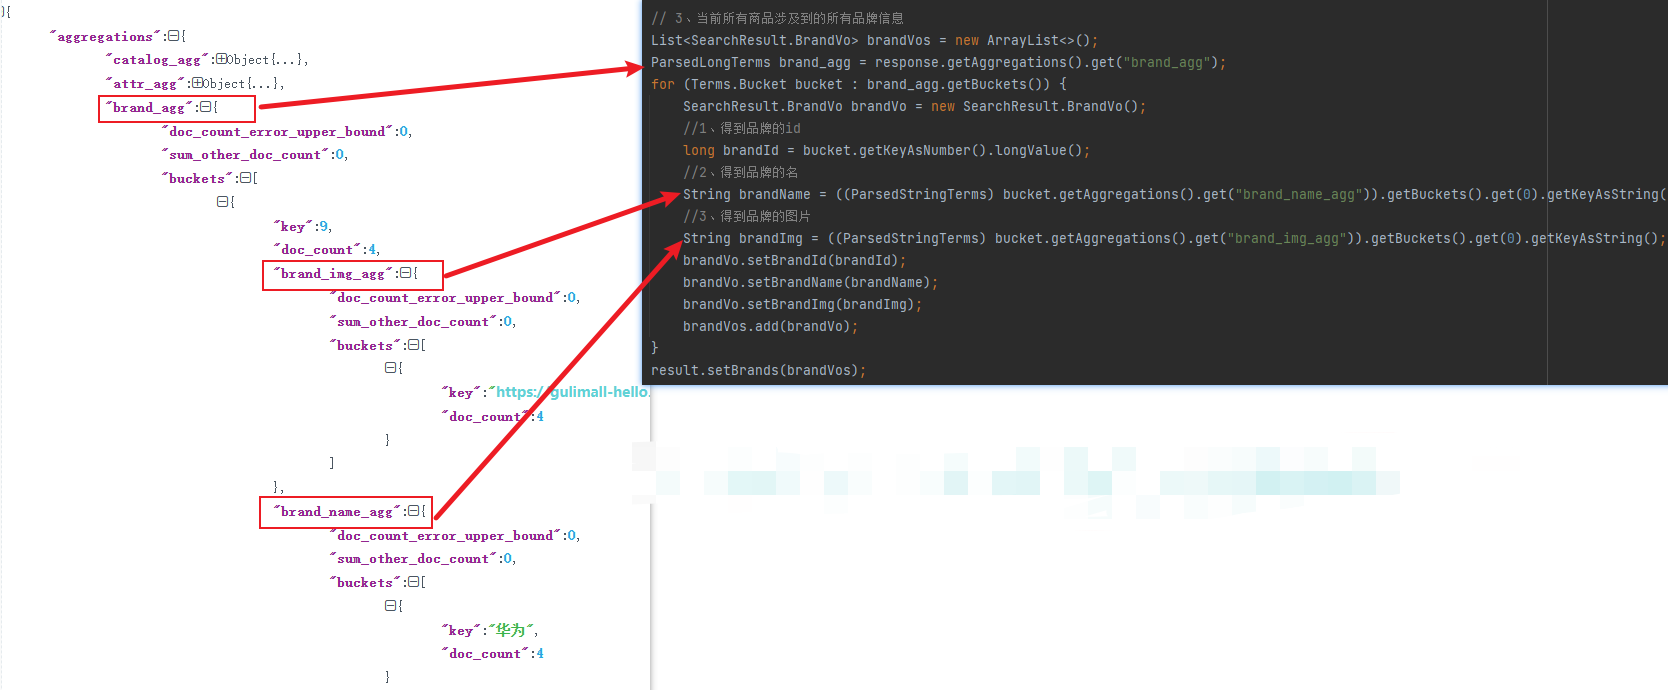 }{
"aggregations":{
"catalog_agg":Object{...},
"attr_agg":Object{...},
"brand_agg":{
"doc_count_error_upper_bound":0,
"sum_other_doc_count":0,
"buckets":[
{
"key":9,
"doc_count":4,
"brand_img_agg":{
"doc_count_error_upper_bound":0,
"sum_other_doc_count":0,
"buckets":[
{
"key":"https://gulimall-hello.
"doc_count":4
}
]
},
"brand_name_agg":{
"doc_count_error_upper_bound":0,
"sum_other_doc_count":0,
"buckets":[
{
"key":"华为",
"doc_count":4
}
// 3、当前所有商品涉及到的所有品牌信息
List<SearchResult.BrandVo> brandVos = new ArrayList<>();
ParsedLongTerms brand_agg = response.getAggregations().get("brand_agg");
for (Terms.Bucket bucket : brand_agg.getBuckets()) {
SearchResult.BrandVo brandVo = new SearchResult.BrandVo();
//1、得到品牌的id
long brandId = bucket.getKeyAsNumber().longValue();
//2、得到品牌的名
String brandName = ((ParsedStringTerms) bucket.getAggregations().get("brand_name_agg")).getBuckets().get(0).getKeyAsString(
//3、得到品牌的图片
String brandImg = ((ParsedStringTerms) bucket.getAggregations().get("brand_img_agg")).getBuckets().get(0).getKeyAsString();
brandVo.setBrandId(brandId);
brandVo.setBrandName(brandName);
brandVo.setBrandImg(brandImg);
brandVos.add(brandVo);
}
result.setBrands(brandVos);